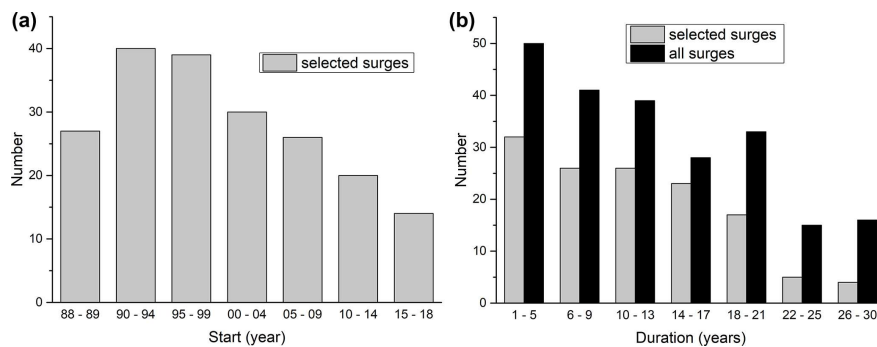 (a)
selected surges
Number
40
30
20
10
0
88 - 89 90 - 94 95 - 99 00 - 04 05 - 09 10 - 14 15 - 18
Start (year)
(b)
selected surges
all surges
Number
50
40
30
20
10
0
1 - 5 6 - 9 10 - 13 14 - 17 18 - 21 22 - 25 26 - 30
Duration (years)